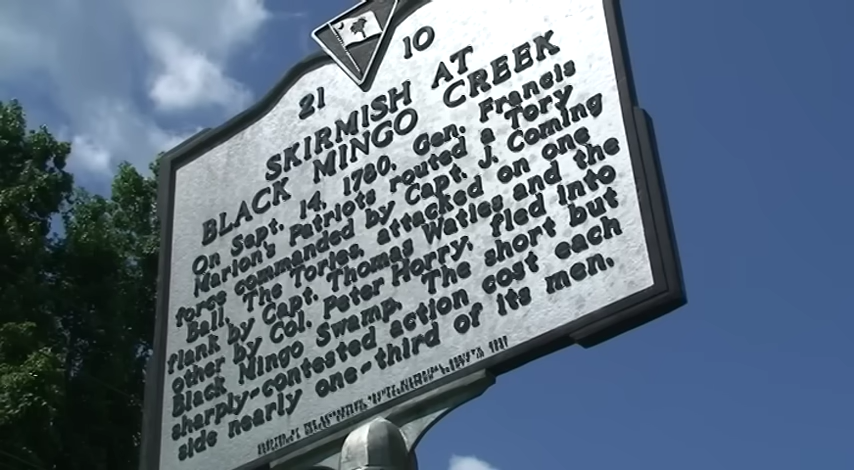 21 10
SKIRMISH AT
BLACK MINGO CREEK
On Sept. 14, 1780, Gen. Francis
Marion's Patriots routed a Tory
force commanded by Capt. J. Coming
Ball. The Tories, attacked on one
flank by Capt. Thomas Waties and the
other by Col. Peter Horry, fled into
Black Mingo Swamp. The short but
sharply-contested action cost each
side nearly one-third of its men.